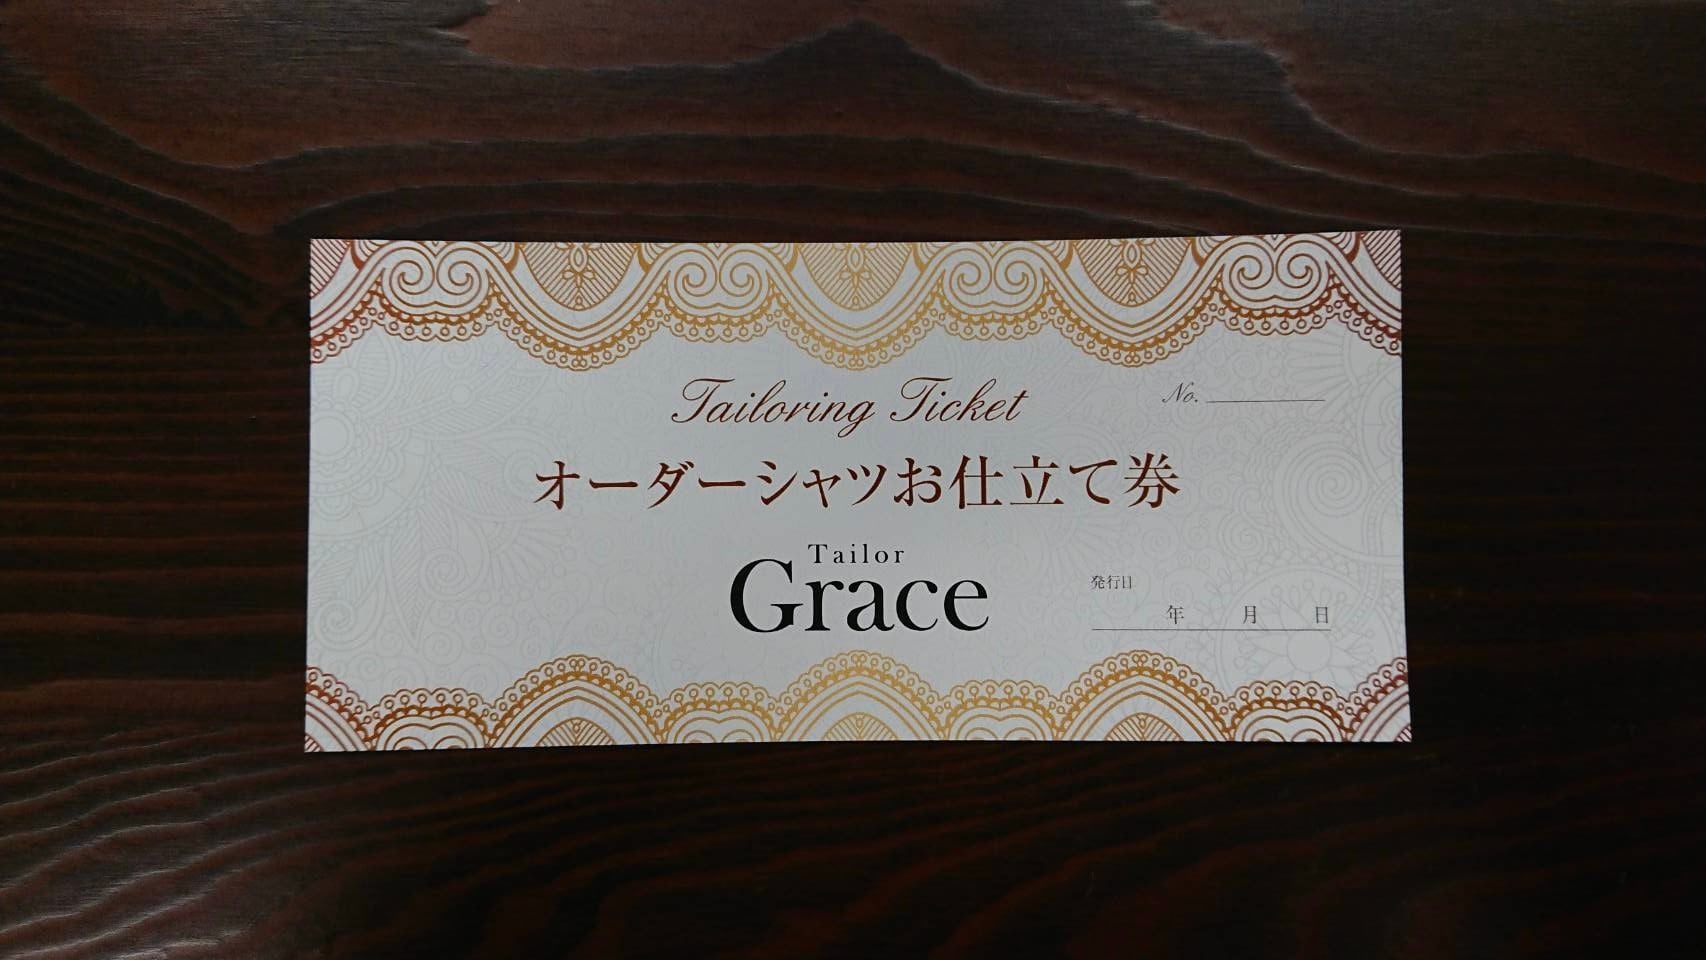 Tailoring Ticket
No.
オーダーシャツお仕立て券
Tailor
Grace
発行日
年 月 日